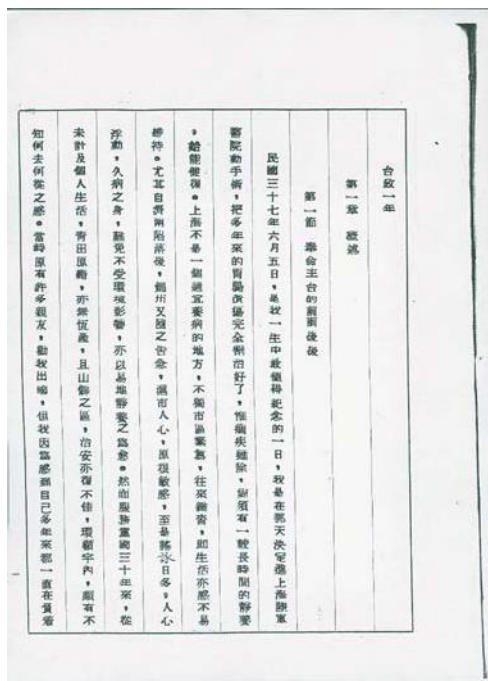 台政一年
第一章 概述
第一節 奉命主台的前前後後
民國三十七年六月五日，是我一生中最值得紀念的一日，我是在那天決定進上海陸軍
醫院動手術，把多年來的胃腸潰瘍完全割治好了，惟痼疾雖除，尚須有一較長時間的靜養
，始能健復。上海不是一個適宜養病的地方，不獨市區繁囂，往來雜沓，即生活亦感不易
維持。尤其自濟南陷落後，錦州又隨之告急，滬市人心，原極敏感，至是謠詠日多，人心
浮動，久病之身，難免不受環境影響，亦以易地靜養之為愈。然而服務黨國三十年來，從
未計及個人生活，青田原籍，亦無恆產，且山僻之區，治安亦復不佳，環顧宇內，頗有不
知何去何從之感。當時原有許多親友，勸我出境，但我因為感到自己多年來都一直在負着